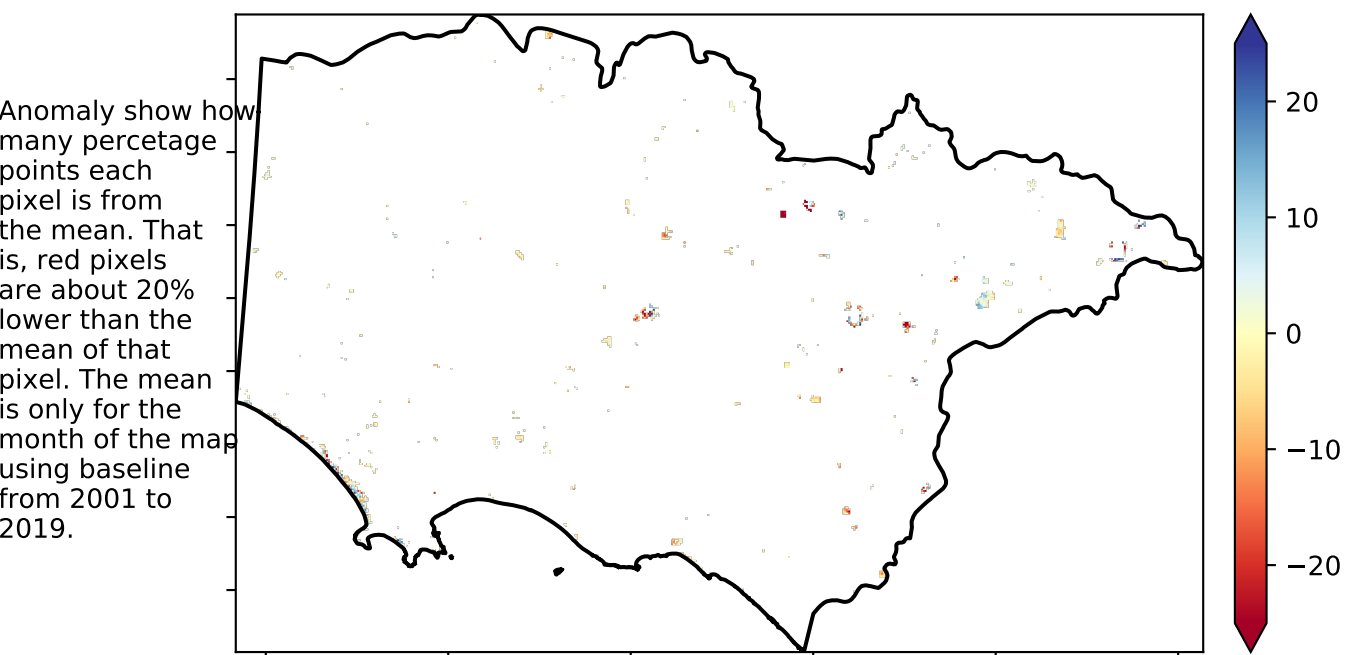 Anomaly show how
many percetage
points each
pixel is from
the mean. That
is, red pixels
are about 20%
lower than the
mean of that
pixel. The mean
is only for the
month of the map
using baseline
from 2001 to
2019.
20
10
0
−10
−20